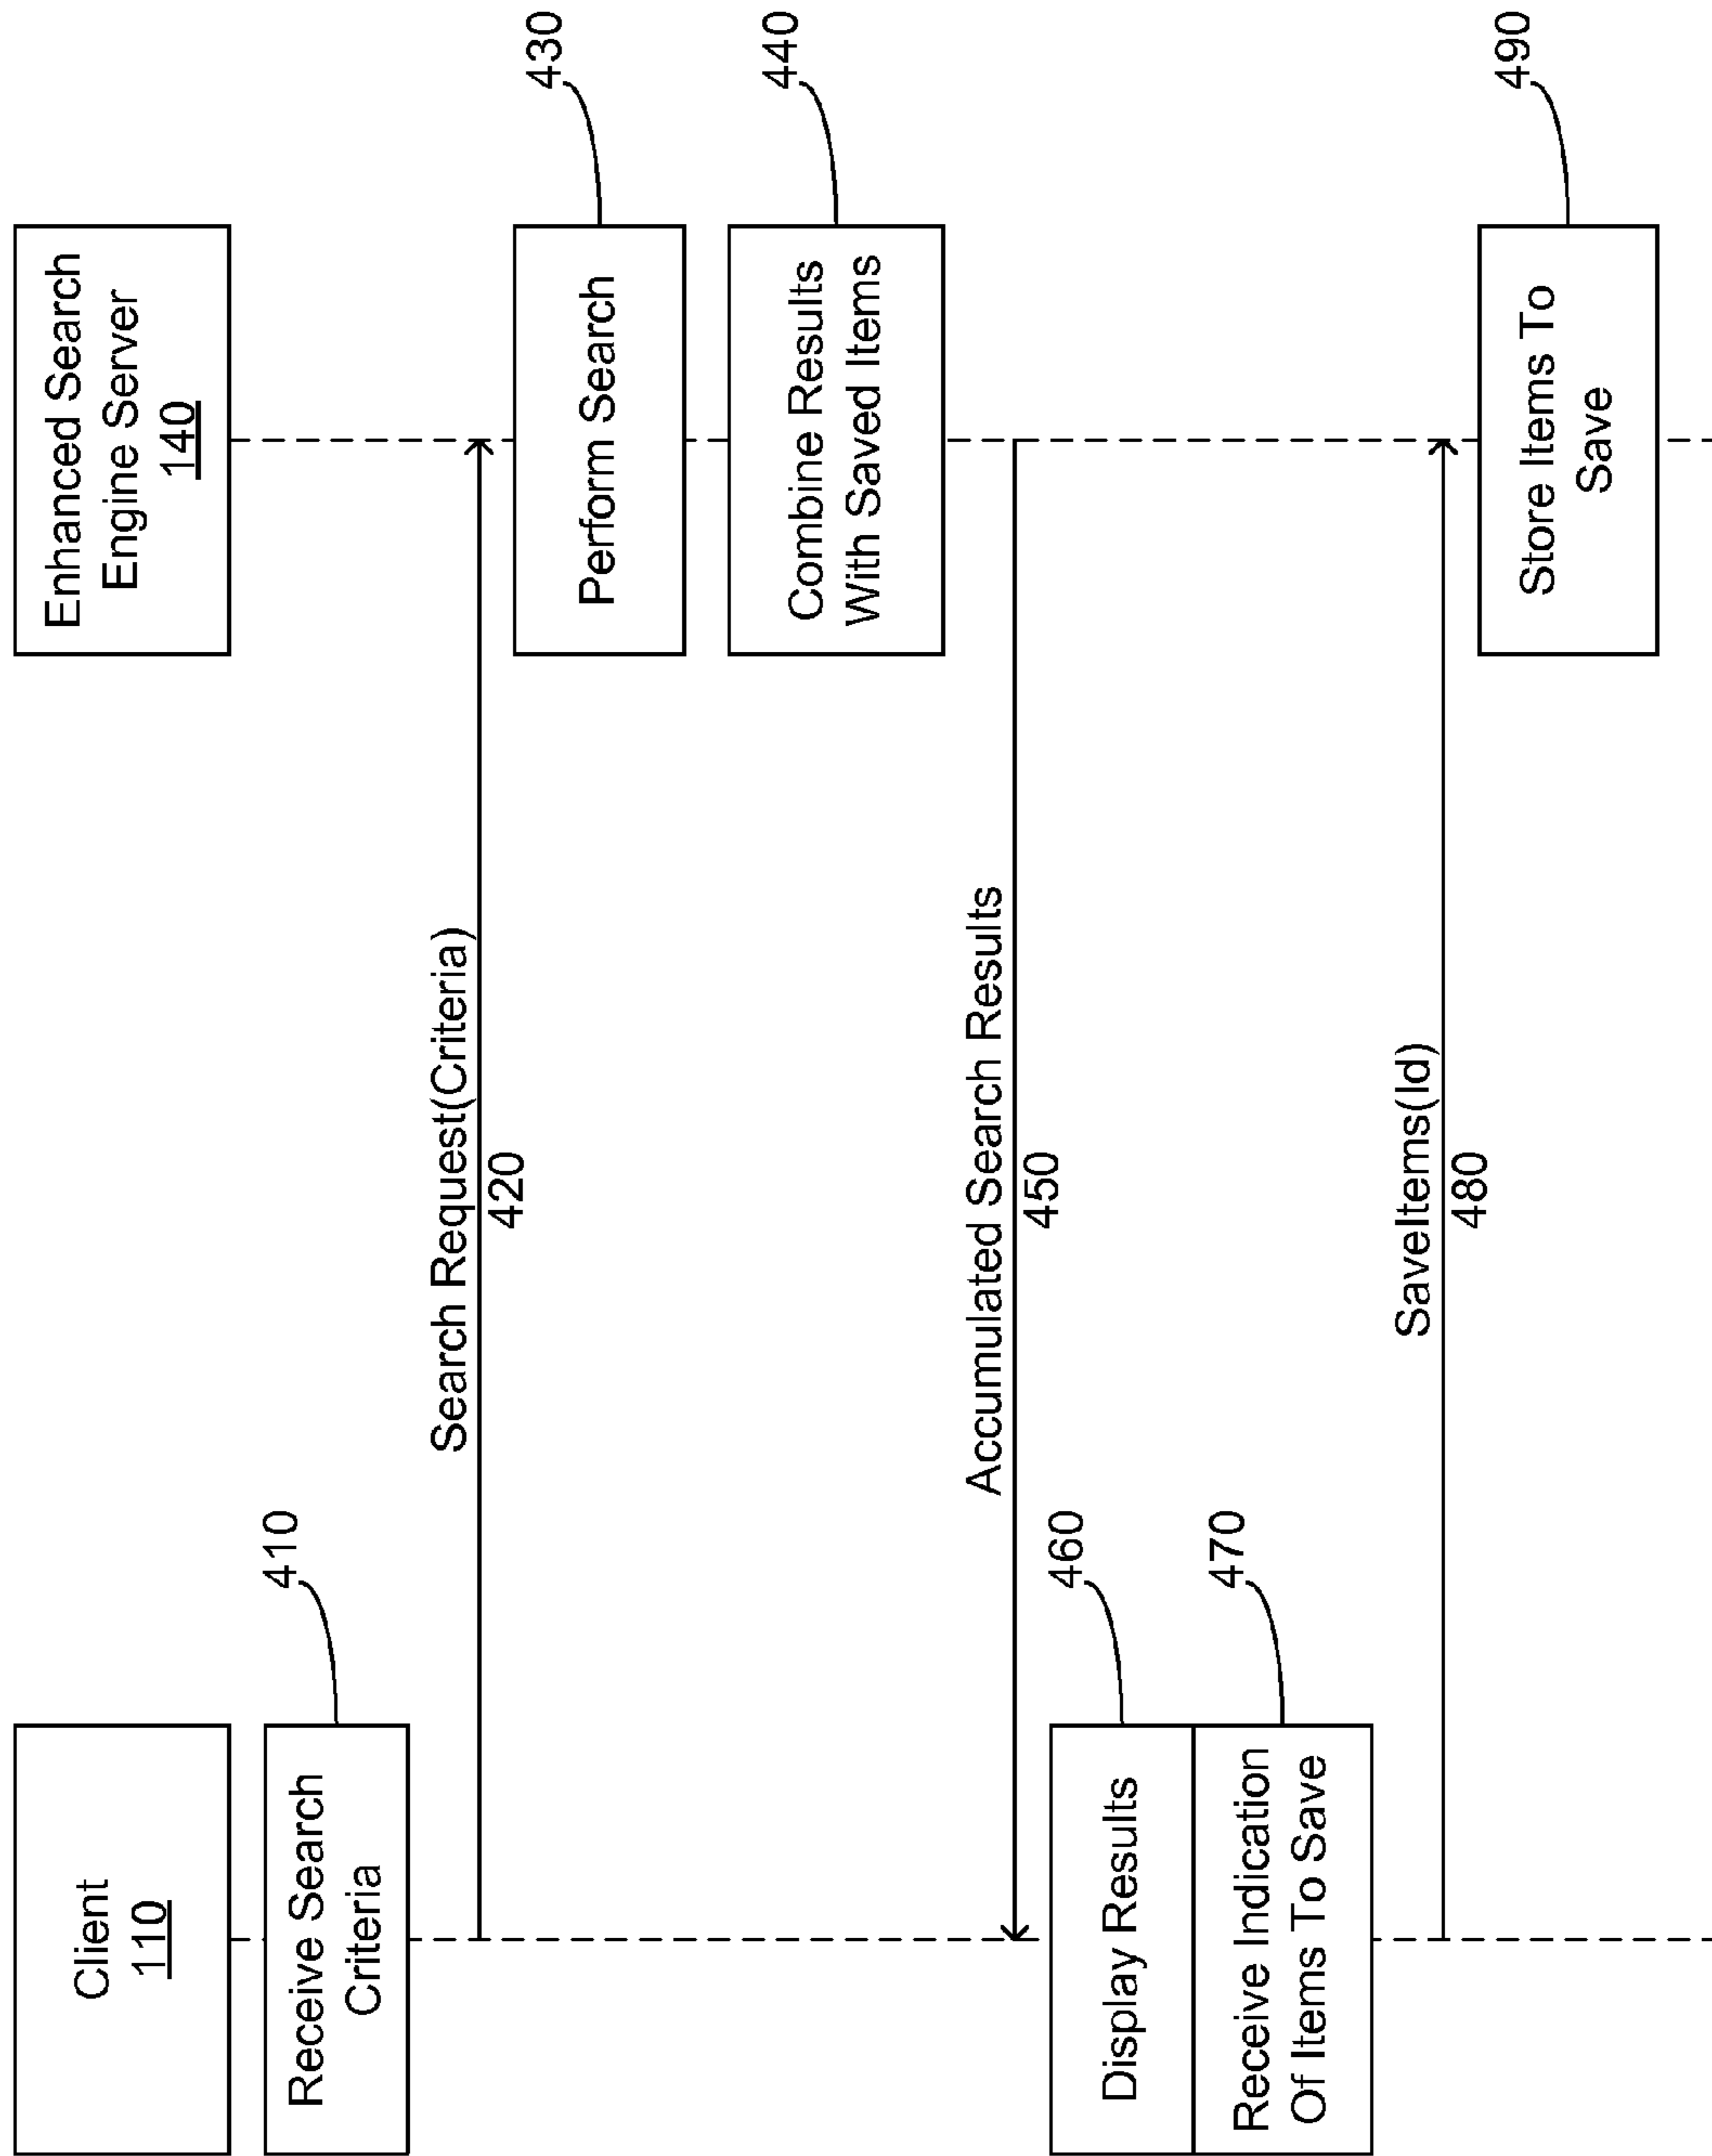 Client
110
Enhanced Search
Engine Server
140
Receive Search
Criteria
410
Search Request(Criteria)
420
Perform Search
430
Combine Results
With Saved Items
440
Accumulated Search Results
450
Display Results
460
Receive Indication
Of Items To Save
470
SaveItems(Id)
480
Store Items To
Save
490